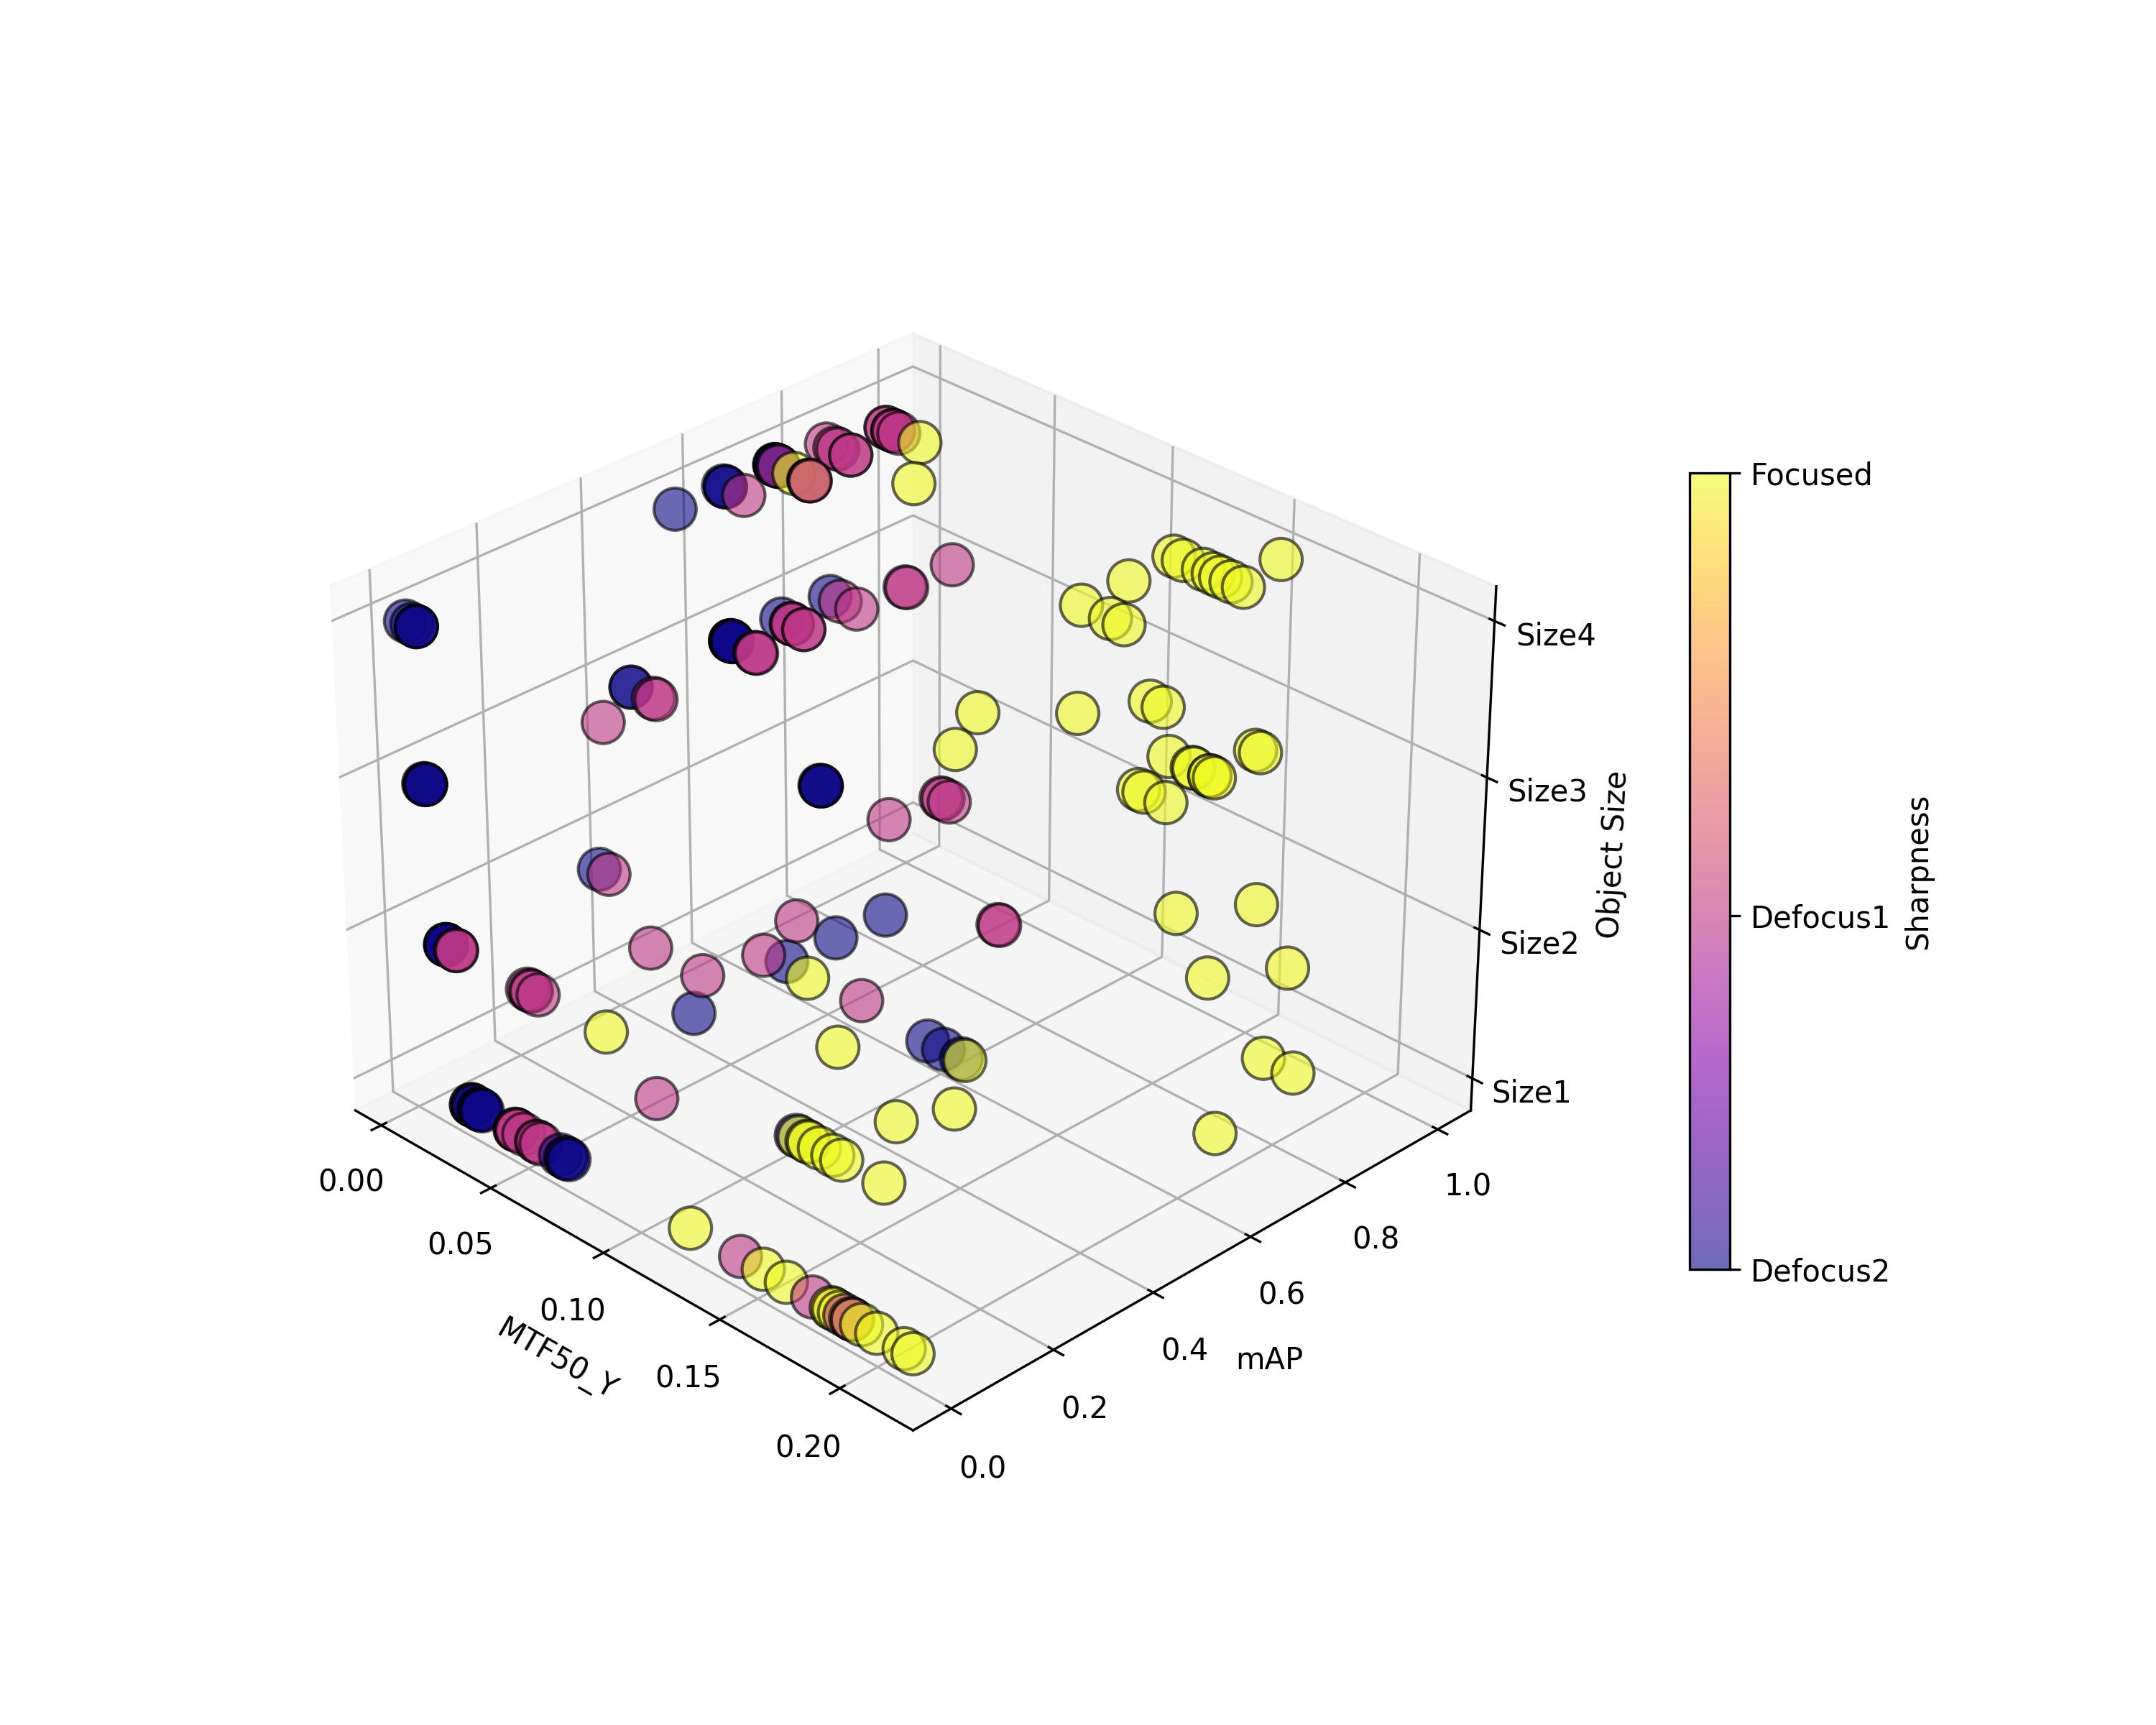 Focused
Size4
Size3
Object Size
Sharpness
Defocus1
Size2
Size1
0.00
1.0
0.05
0.8
Defocus2
0.10
0.6
MTF50_Y
0.15
0.4
mAP
0.2
0.20
0.0